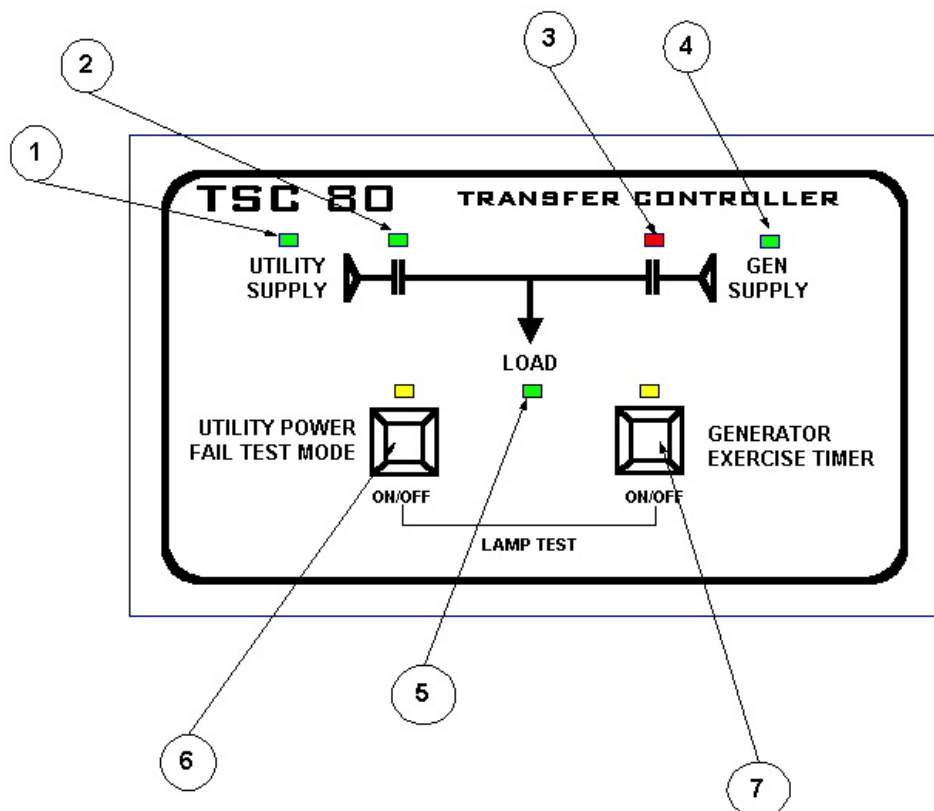 3
4
2
1
TSC 80
TRANSFER CONTROLLER
UTILITY
SUPPLY
GEN
SUPPLY
LOAD
UTILITY POWER
FAIL TEST MODE
GENERATOR
EXERCISE TIMER
ON/OFF
ON/OFF
LAMP TEST
5
6
7